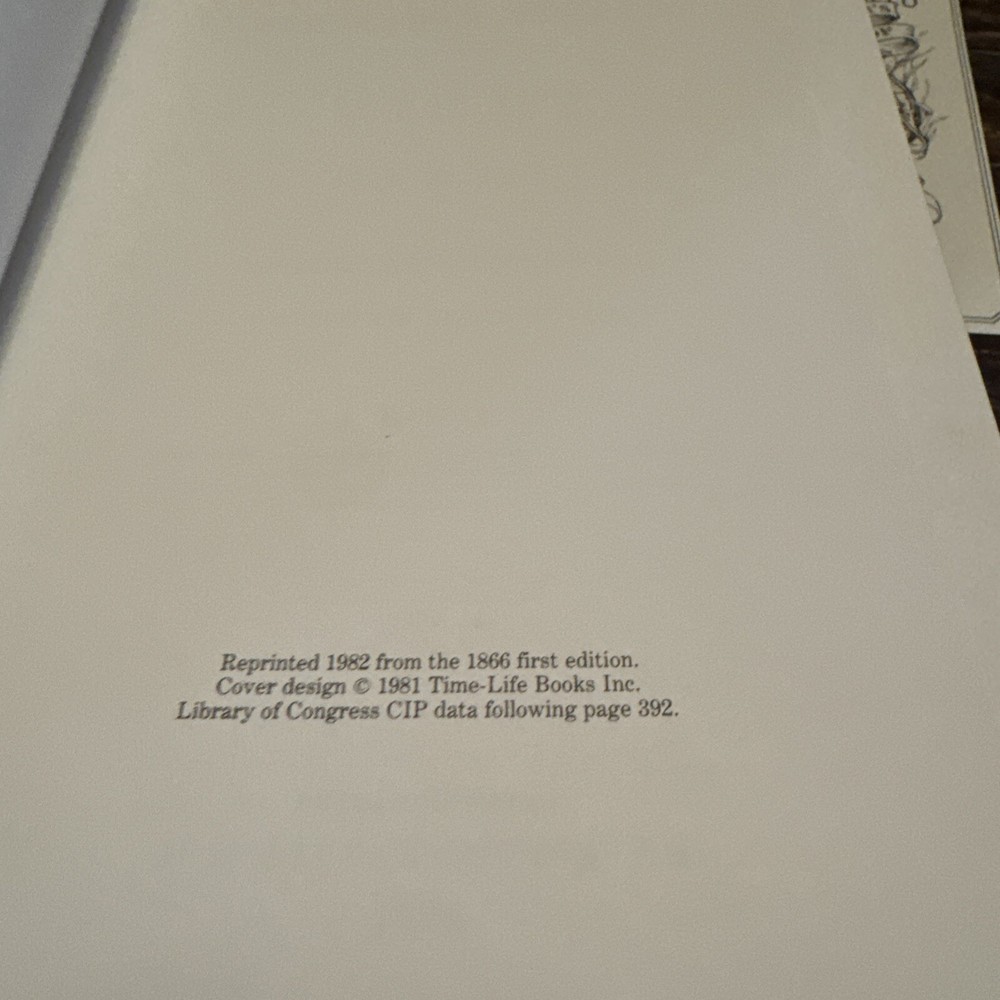 Reprinted 1982 from the 1866 first edition.
Cover design © 1981 Time-Life Books Inc.
Library of Congress CIP data following page 392.